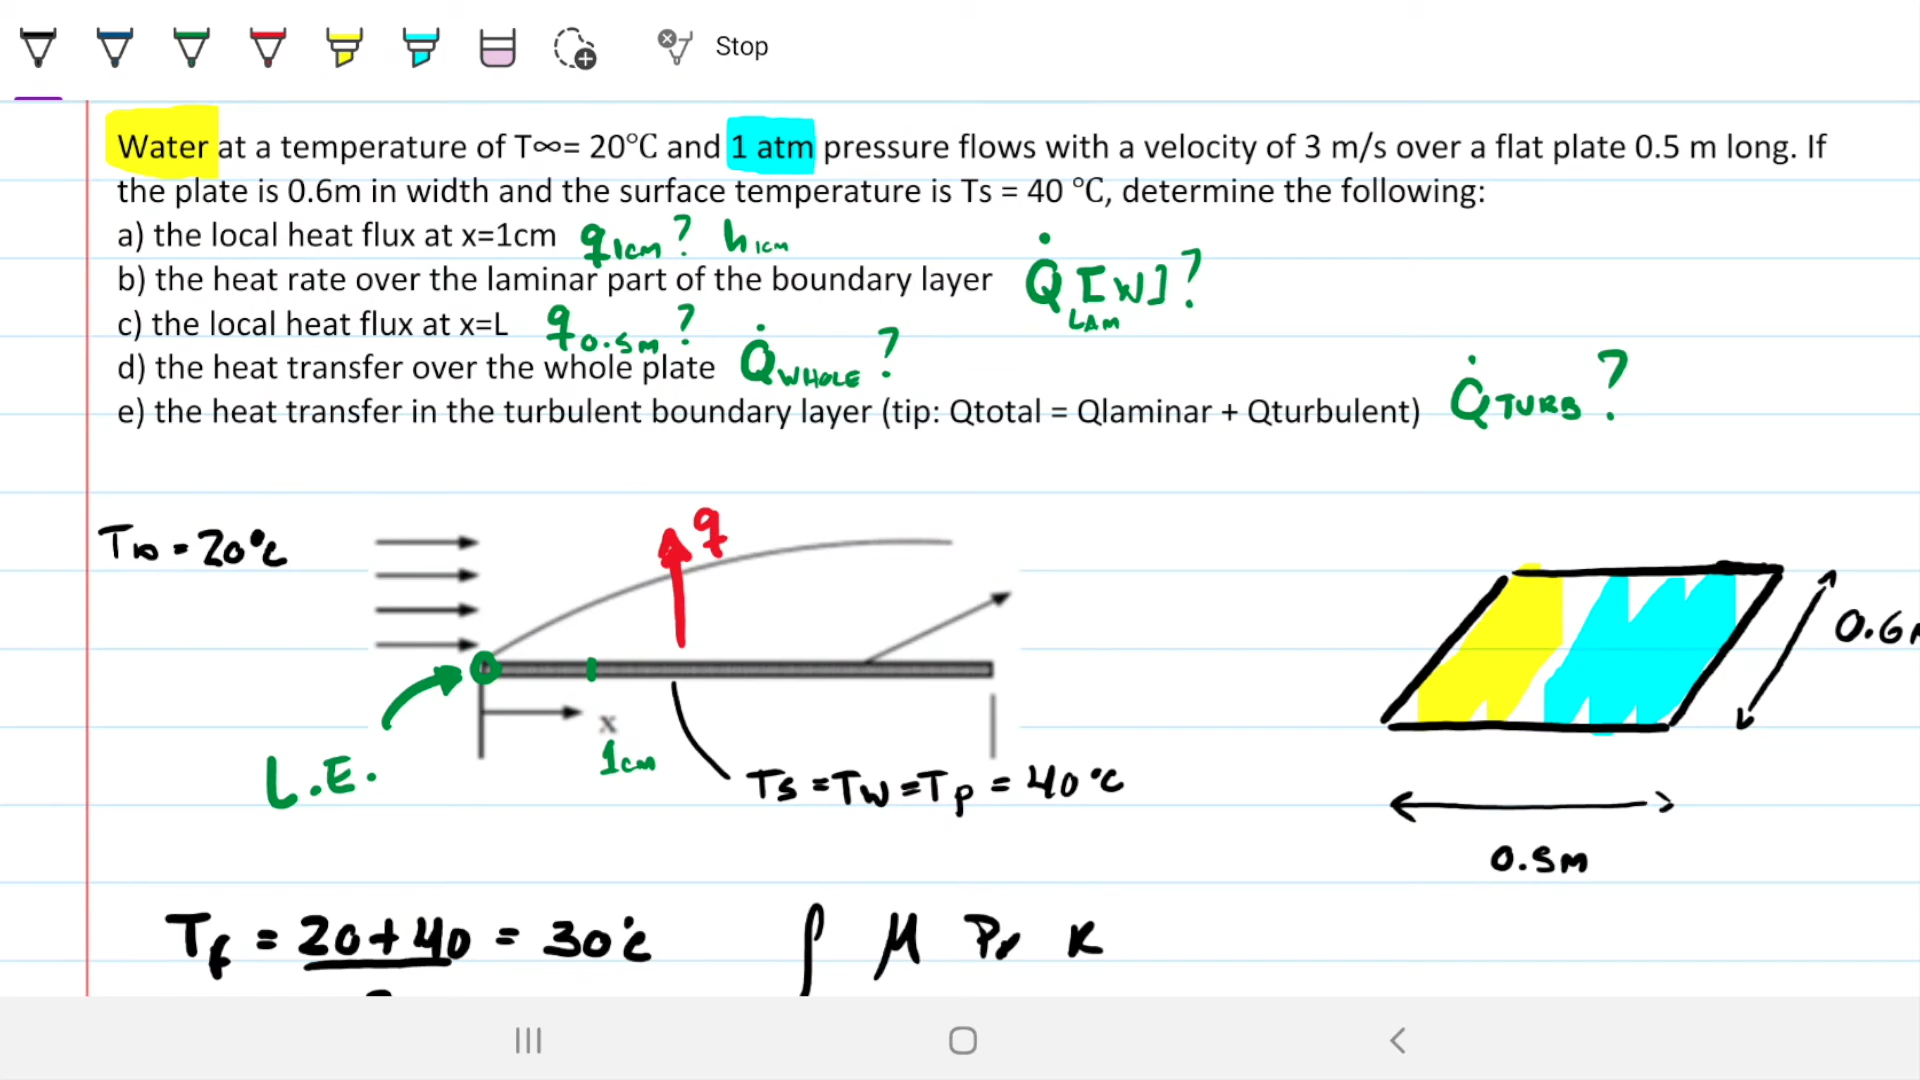 Stop
Water at a temperature of T∞= 20°C and 1 atm pressure flows with a velocity of 3 m/s over a flat plate 0.5 m long. If
the plate is 0.6m in width and the surface temperature is Ts = 40 °C, determine the following:
a) the local heat flux at x=1cm q1cm ? h1cm
b) the heat rate over the laminar part of the boundary layer Q̇LAM [W] ?
c) the local heat flux at x=L q0.5m ?
d) the heat transfer over the whole plate Q̇WHOLE ?
e) the heat transfer in the turbulent boundary layer (tip: Qtotal = Qlaminar + Qturbulent) Q̇TURB ?
T∞ = 20°C
q
0.6m
x
1cm
L.E.
Ts = Tw = Tp = 40°C
0.5m
Tf = 20+40 = 30°C ρ μ Pr K